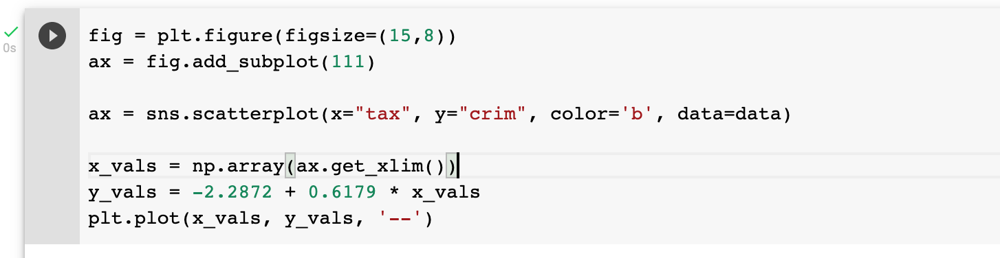 fig = plt.figure(figsize=(15,8))
0s
ax = fig.add_subplot(111)
ax = sns.scatterplot(x="tax", y="crim", color='b', data=data)
x_vals = np.array(ax.get_xlim())
y_vals = -2.2872 + 0.6179 * x_vals
plt.plot(x_vals, y_vals, '--')